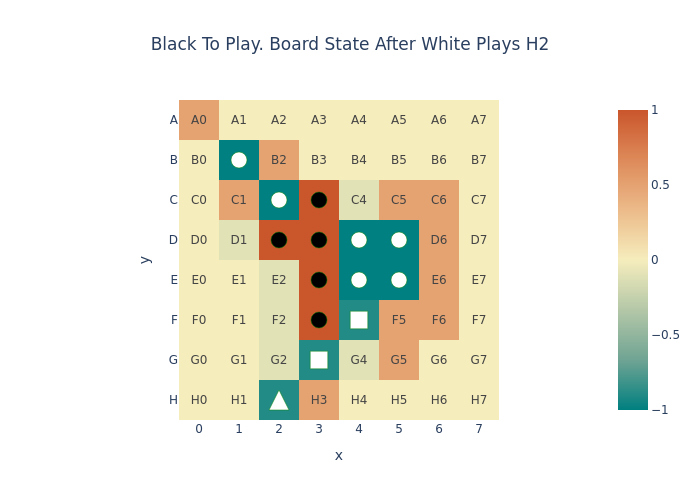 Black To Play. Board State After White Plays H2
A A0 A1 A2 A3 A4 A5 A6 A7
B B0 B2 B3 B4 B5 B6 B7
C C0 C1 C4 C5 C6 C7
D D0 D1 D6 D7
E E0 E1 E2 E6 E7
F F0 F1 F2 F5 F6 F7
G G0 G1 G2 G4 G5 G6 G7
H H0 H1 H3 H4 H5 H6 H7
0 1 2 3 4 5 6 7
x
y
1
0.5
0
−0.5
−1